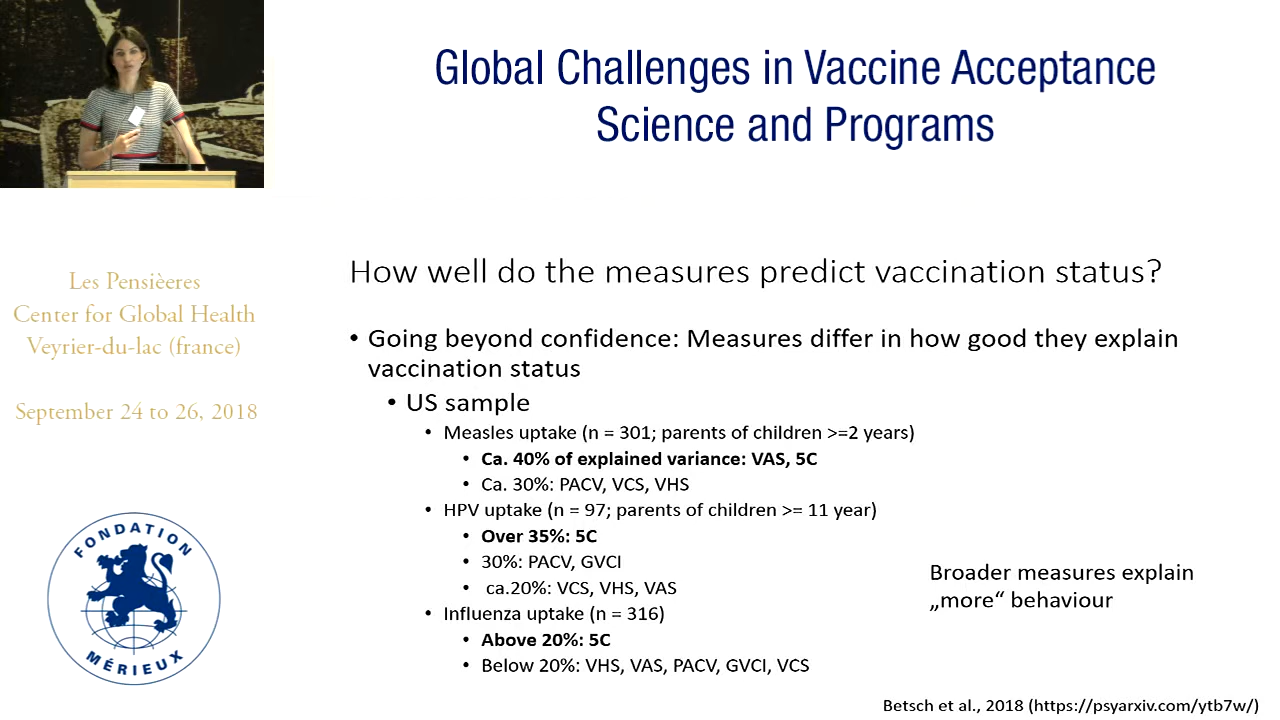 Global Challenges in Vaccine Acceptance
Science and Programs
Les Pensièeres
Center for Global Health
Veyrier-du-lac (france)
September 24 to 26, 2018
FONDATION
MÉRIEUX
How well do the measures predict vaccination status?
• Going beyond confidence: Measures differ in how good they explain
vaccination status
• US sample
• Measles uptake (n = 301; parents of children >=2 years)
• Ca. 40% of explained variance: VAS, 5C
• Ca. 30%: PACV, VCS, VHS
• HPV uptake (n = 97; parents of children >= 11 year)
• Over 35%: 5C
• 30%: PACV, GVCI
• ca.20%: VCS, VHS, VAS
• Influenza uptake (n = 316)
• Above 20%: 5C
• Below 20%: VHS, VAS, PACV, GVCI, VCS
Broader measures explain
„more“ behaviour
Betsch et al., 2018 (https://psyarxiv.com/ytb7w/)